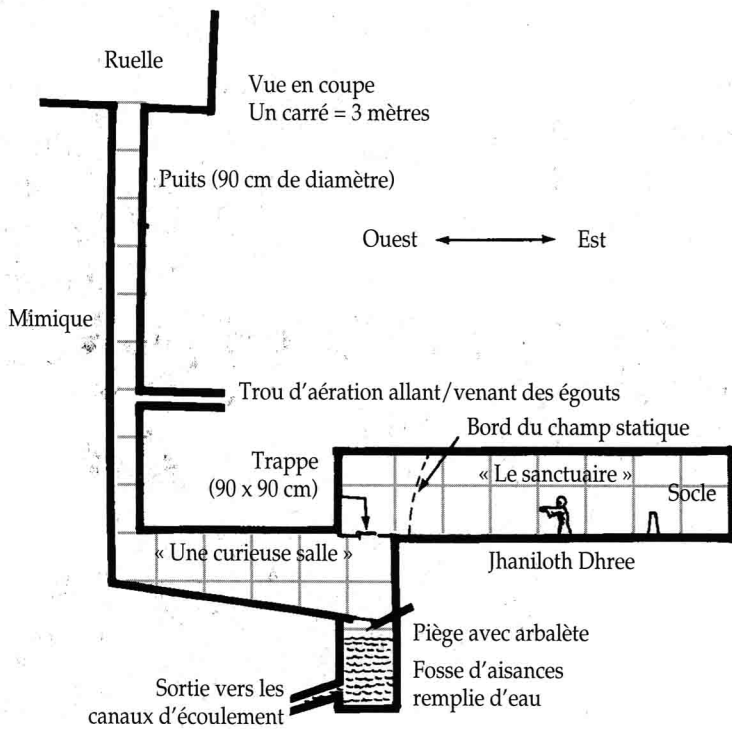 Ruelle
Vue en coupe
Un carré = 3 mètres
Puits (90 cm de diamètre)
Ouest
Est
Mimique
Trou d'aération allant/venant des égouts
Bord du champ statique
Trappe
(90 x 90 cm)
« Le sanctuaire »
Socle
« Une curieuse salle »
Jhaniloth Dhree
Piège avec arbalète
Fosse d'aisances
remplie d'eau
Sortie vers les
canaux d'écoulement